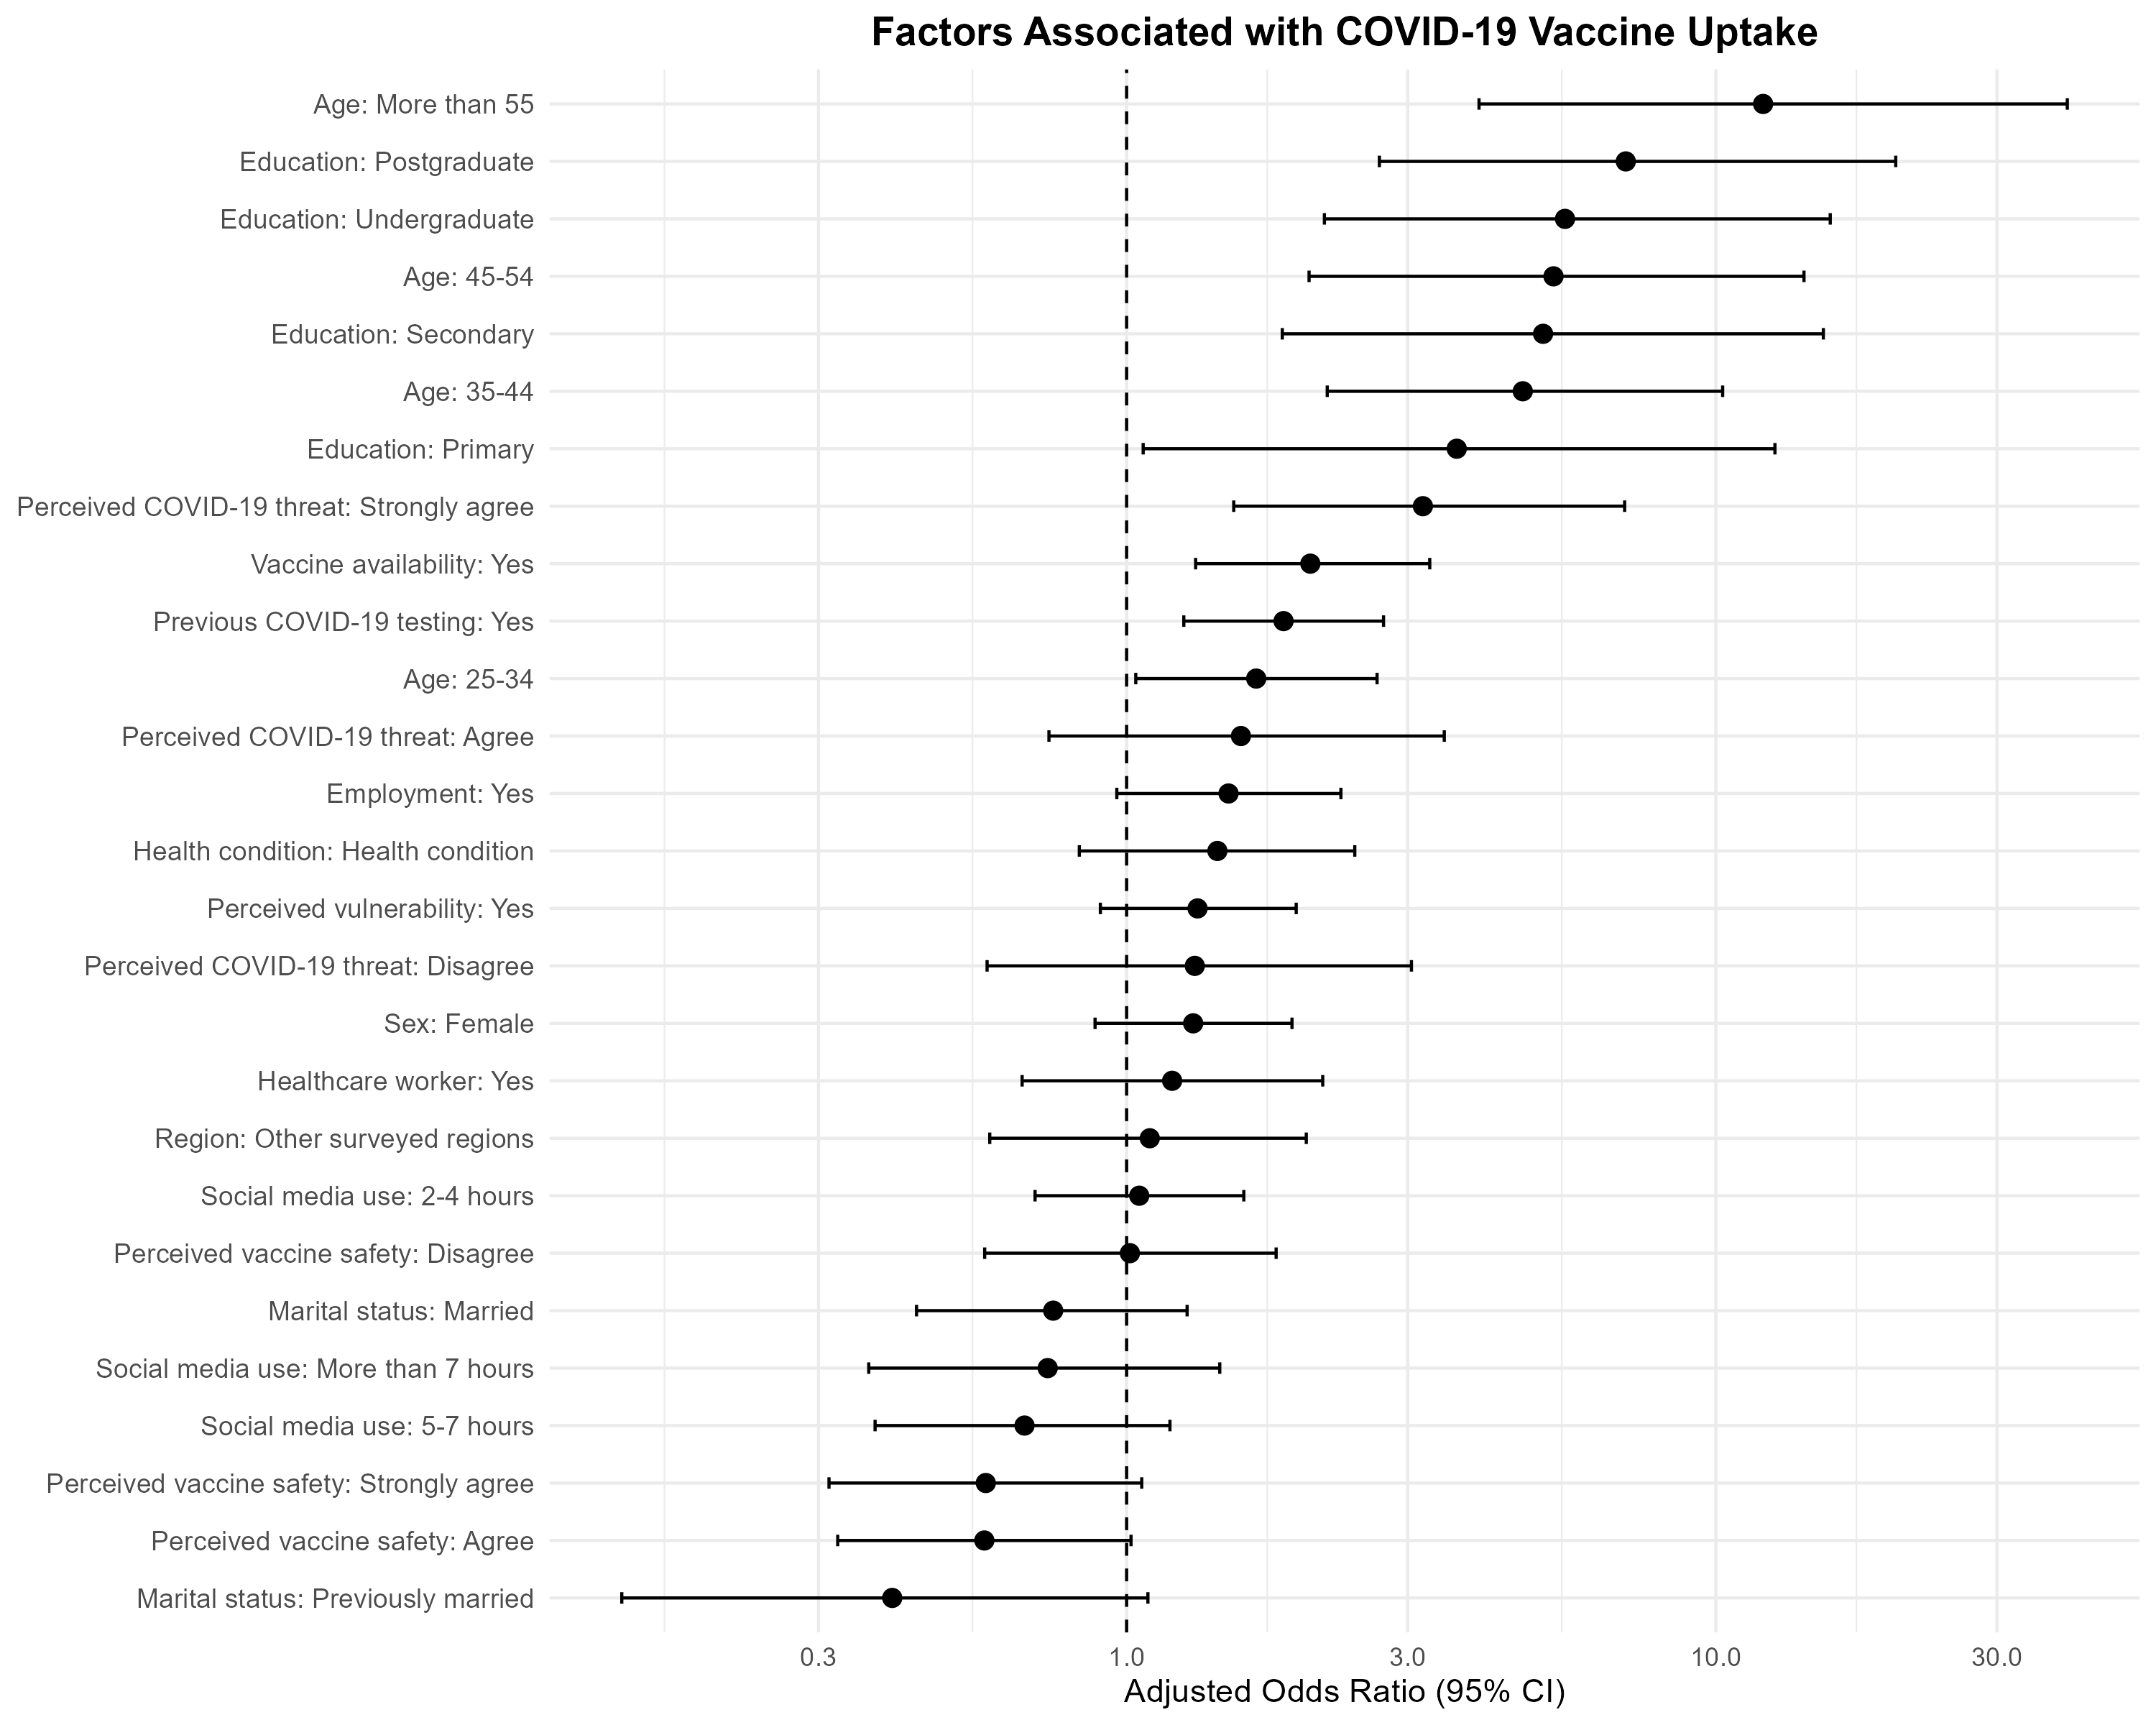 Factors Associated with COVID-19 Vaccine Uptake
Age: More than 55
Education: Postgraduate
Education: Undergraduate
Age: 45-54
Education: Secondary
Age: 35-44
Education: Primary
Perceived COVID-19 threat: Strongly agree
Vaccine availability: Yes
Previous COVID-19 testing: Yes
Age: 25-34
Perceived COVID-19 threat: Agree
Employment: Yes
Health condition: Health condition
Perceived vulnerability: Yes
Perceived COVID-19 threat: Disagree
Sex: Female
Healthcare worker: Yes
Region: Other surveyed regions
Social media use: 2-4 hours
Perceived vaccine safety: Disagree
Marital status: Married
Social media use: More than 7 hours
Social media use: 5-7 hours
Perceived vaccine safety: Strongly agree
Perceived vaccine safety: Agree
Marital status: Previously married
0.3 1.0 3.0 10.0 30.0
Adjusted Odds Ratio (95% CI)